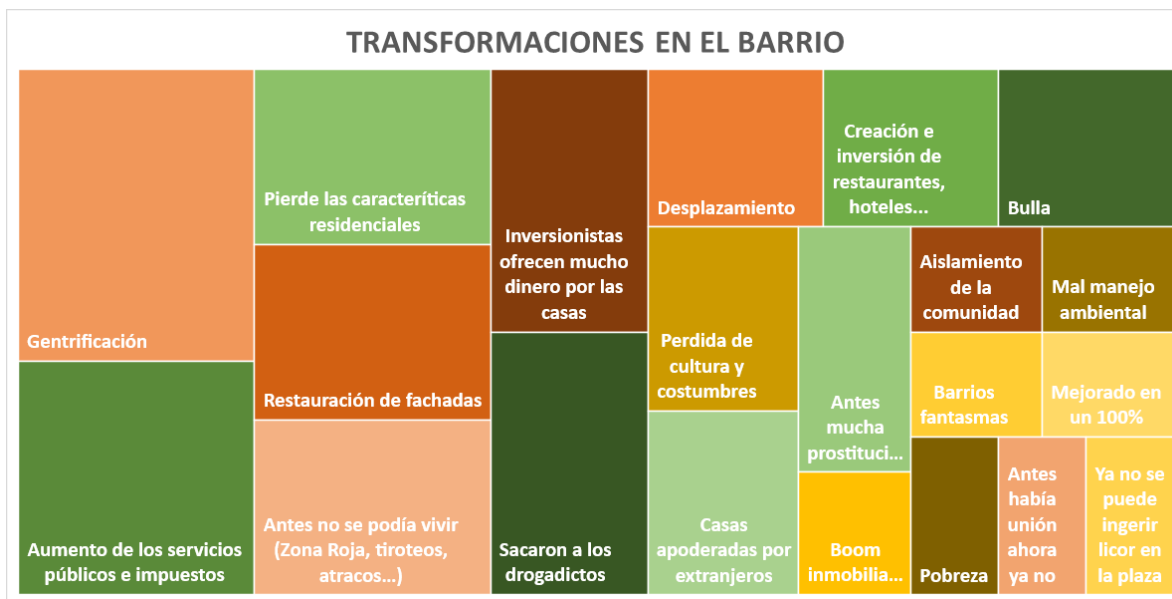 TRANSFORMACIONES EN EL BARRIO
Gentrificación
Aumento de los servicios
públicos e impuestos
Pierde las caracteríticas
residenciales
Restauración de fachadas
Antes no se podía vivir
(Zona Roja, tiroteos,
atracos...)
Inversionistas
ofrecen mucho
dinero por las
casas
Sacaron a los
drogadictos
Desplazamiento
Creación e
inversión de
restaurantes,
hoteles...
Bulla
Perdida de
cultura y
costumbres
Casas
apoderadas por
extranjeros
Antes
mucha
prostituci...
Boom
inmobilia...
Aislamiento
de la
comunidad
Mal manejo
ambiental
Barrios
fantasmas
Mejorado en
un 100%
Pobreza
Antes
había
unión
ahora
ya no
Ya no se
puede
ingerir
licor en
la plaza